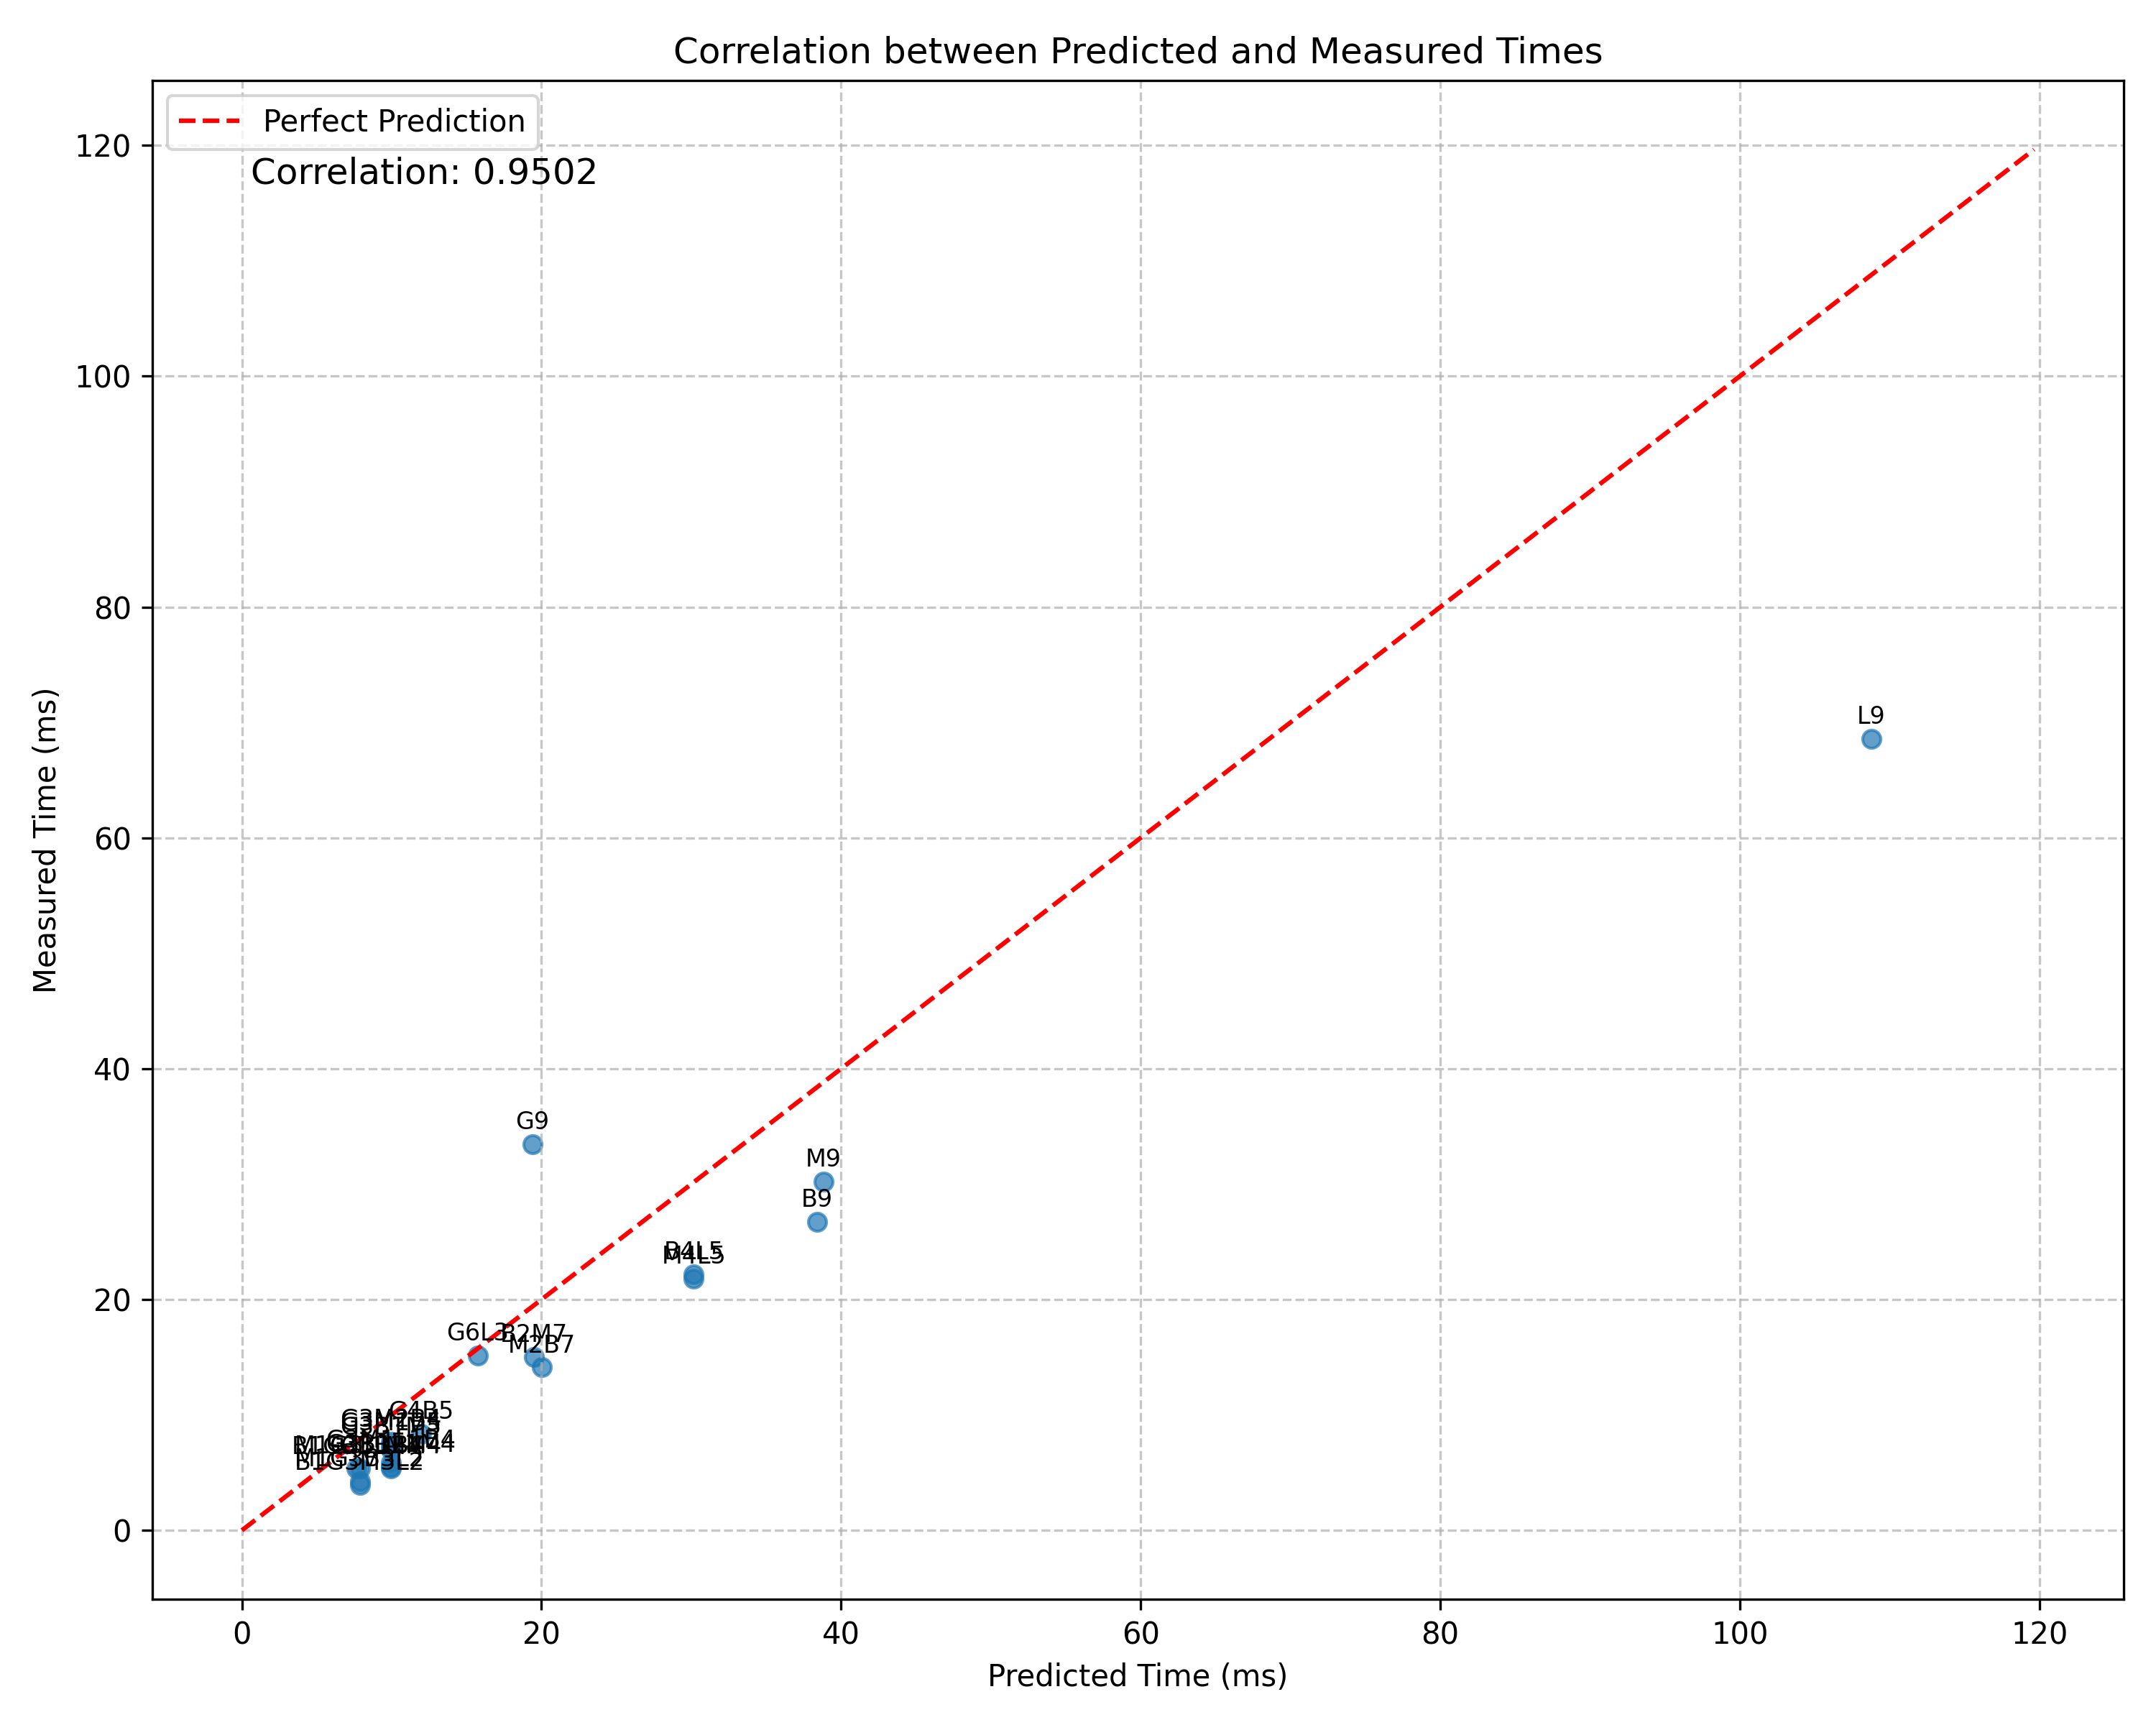 Correlation between Predicted and Measured Times
Perfect Prediction
Correlation: 0.9502
120
100
80
60
40
20
0
Measured Time (ms)
L9
G9
M9
B9
B4L5
M4L5
G6L3
B2M7
M2B7
G4B5
0
20
40
60
80
100
120
Predicted Time (ms)